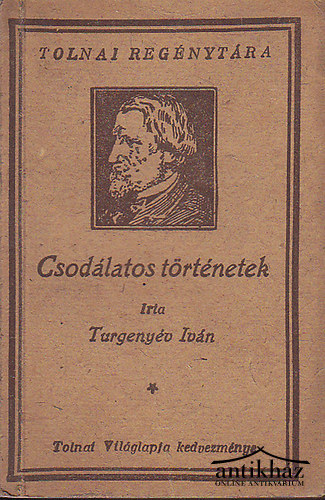 TOLNAI REGÉNYTÁRA
Csodálatos történetek
Irta
Turgenyév Iván
Tolnai Világlapja kedvezménye
antikház
ONLINE ANTIKVÁRIUM